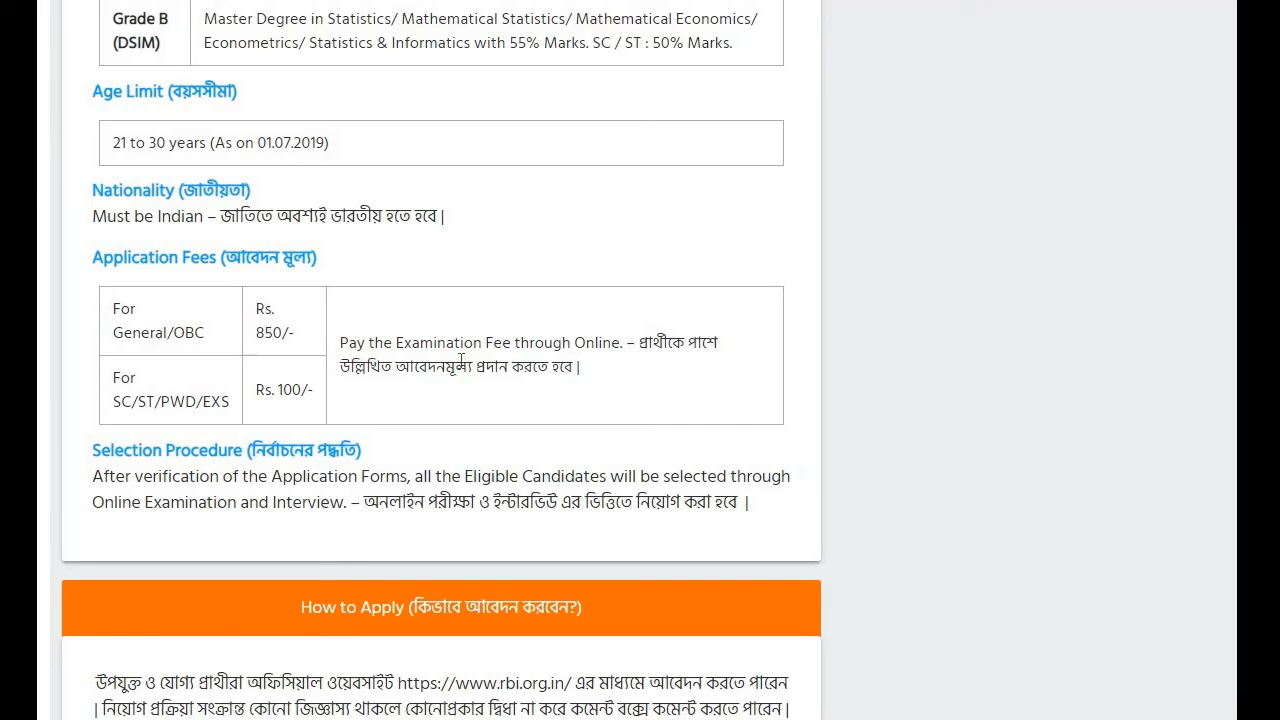 Grade B
(DSIM)
Master Degree in Statistics/ Mathematical Statistics/ Mathematical Economics/
Econometrics/ Statistics & Informatics with 55% Marks. SC / ST : 50% Marks.
Age Limit (বয়সসীমা)
21 to 30 years (As on 01.07.2019)
Nationality (জাতীয়তা)
Must be Indian – জাতিতে অবশ্যই ভারতীয় হতে হবে |
Application Fees (আবেদন মূল্য)
For
General/OBC
Rs.
850/-
For
SC/ST/PWD/EXS
Rs. 100/-
Pay the Examination Fee through Online. – প্রার্থীকে পাশে
উল্লিখিত আবেদনমূল্য প্রদান করতে হবে |
Selection Procedure (নির্বাচনের পদ্ধতি)
After verification of the Application Forms, all the Eligible Candidates will be selected through
Online Examination and Interview. – অনলাইন পরীক্ষা ও ইন্টারভিউ এর ভিত্তিতে নিয়োগ করা হবে |
How to Apply (কিভাবে আবেদন করবেন?)
উপযুক্ত ও যোগ্য প্রার্থীরা অফিসিয়াল ওয়েবসাইট https://www.rbi.org.in/ এর মাধ্যমে আবেদন করতে পারেন
| নিয়োগ প্রক্রিয়া সংক্রান্ত কোনো জিজ্ঞাস্য থাকলে কোনোপ্রকার দ্বিধা না করে কমেন্ট বক্সে কমেন্ট করতে পারেন |